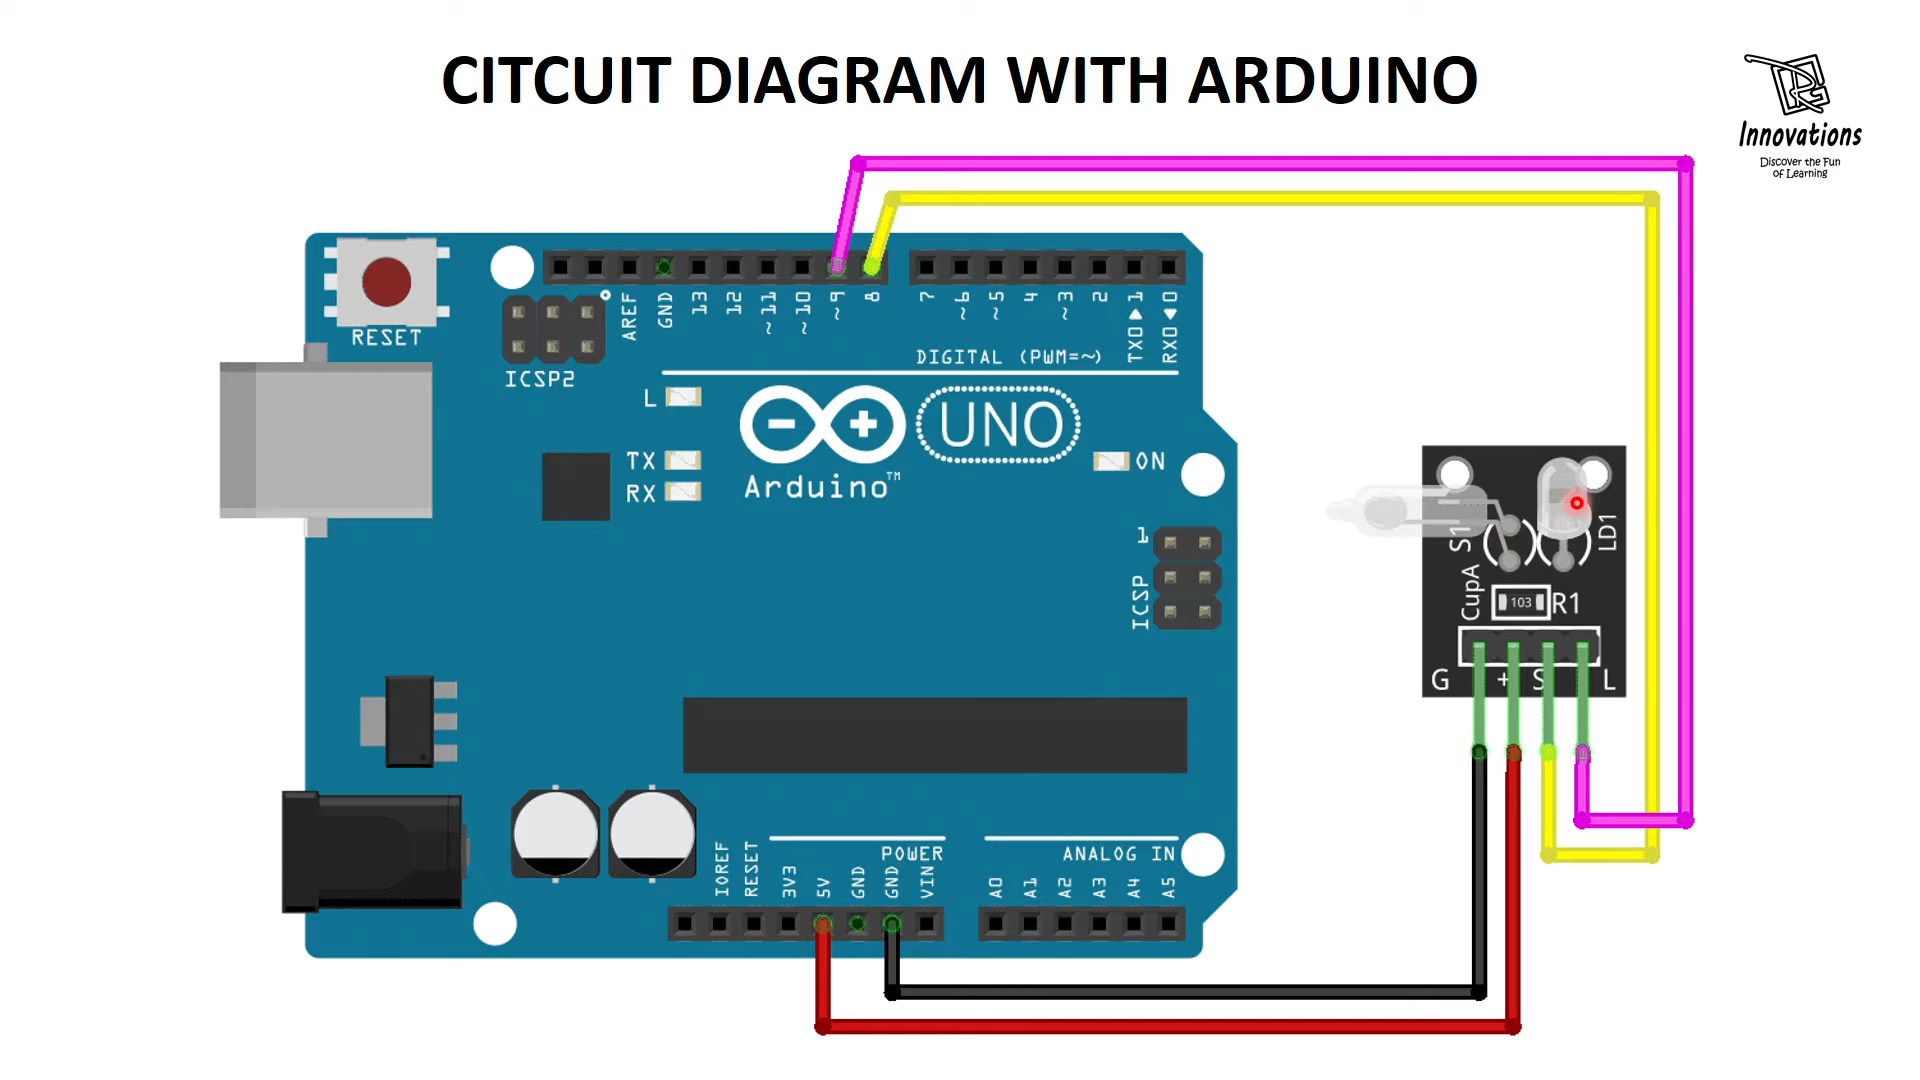 CITCUIT DIAGRAM WITH ARDUINO
Innovations
Discover the Fun
of Learning
RESET
ICSP2
AREF
GND
13
12
~11
~10
~9
8
7
~6
~5
4
~3
2
TX0▶1
RX0◀0
DIGITAL (PWM=~)
L
TX
RX
UNO
Arduino™
ON
1
ICSP
S1
LD1
CupA
103
R1
G + S L
POWER
ANALOG IN
IOREF
RESET
3V3
5V
GND
GND
VIN
A0
A1
A2
A3
A4
A5